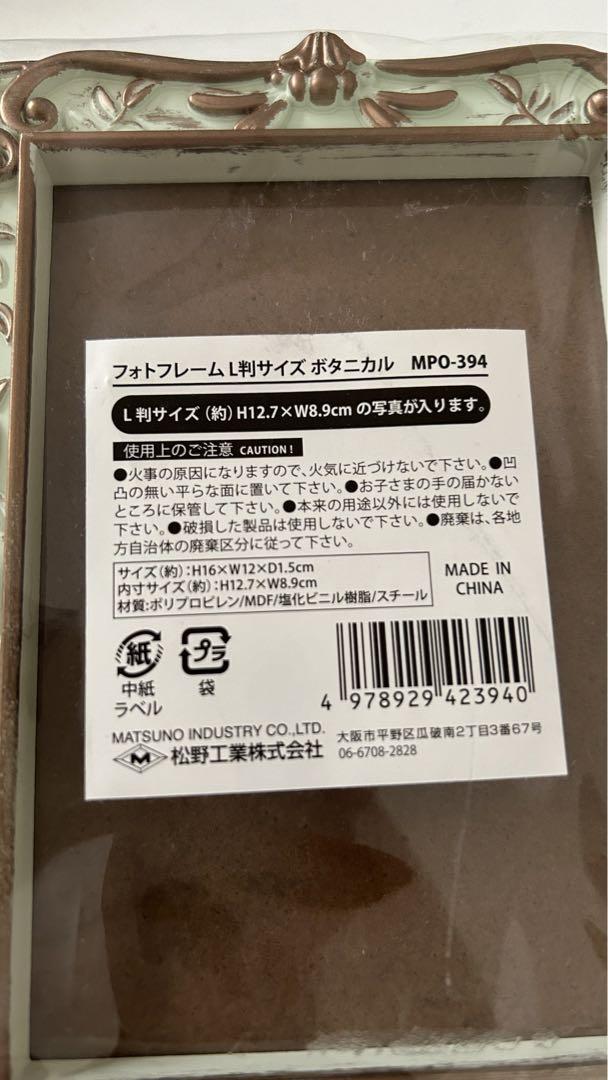 フォトフレーム L判サイズ ボタニカル MPO-394
L 判サイズ (約) H12.7×W8.9cm の写真が入ります。
使用上のご注意 CAUTION!
●火事の原因になりますので、火気に近づけないで下さい。●凹
凸の無い平らな面に置いて下さい。●お子さまの手の届かない
ところに保管して下さい。●本来の用途以外には使用しないで
下さい。●破損した製品は使用しないで下さい。●廃棄は、各地
方自治体の廃棄区分に従って下さい。
サイズ(約):H16×W12×D1.5cm
内寸サイズ(約):H12.7×W8.9cm
材質:ポリプロピレン/MDF/塩化ビニル樹脂/スチール
MADE IN
CHINA
紙
中紙
ラベル
プラ
袋
4 978929 423940
MATSUNO INDUSTRY CO.,LTD.
M 松野工業株式会社
大阪市平野区瓜破南2丁目3番67号
06-6708-2828